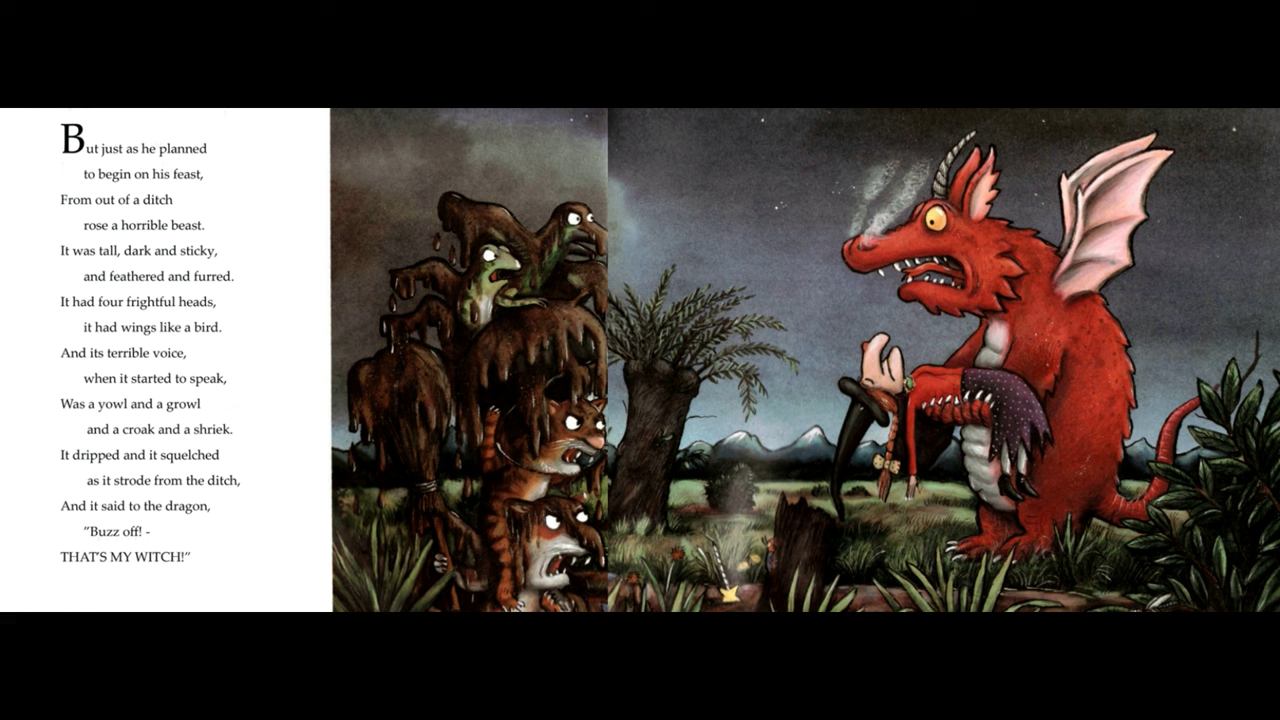 But just as he planned
to begin on his feast,
From out of a ditch
rose a horrible beast.
It was tall, dark and sticky,
and feathered and furred.
It had four frightful heads,
it had wings like a bird.
And its terrible voice,
when it started to speak,
Was a yowl and a growl
and a croak and a shriek.
It dripped and it squelched
as it strode from the ditch,
And it said to the dragon,
”Buzz off! -
THAT'S MY WITCH!”